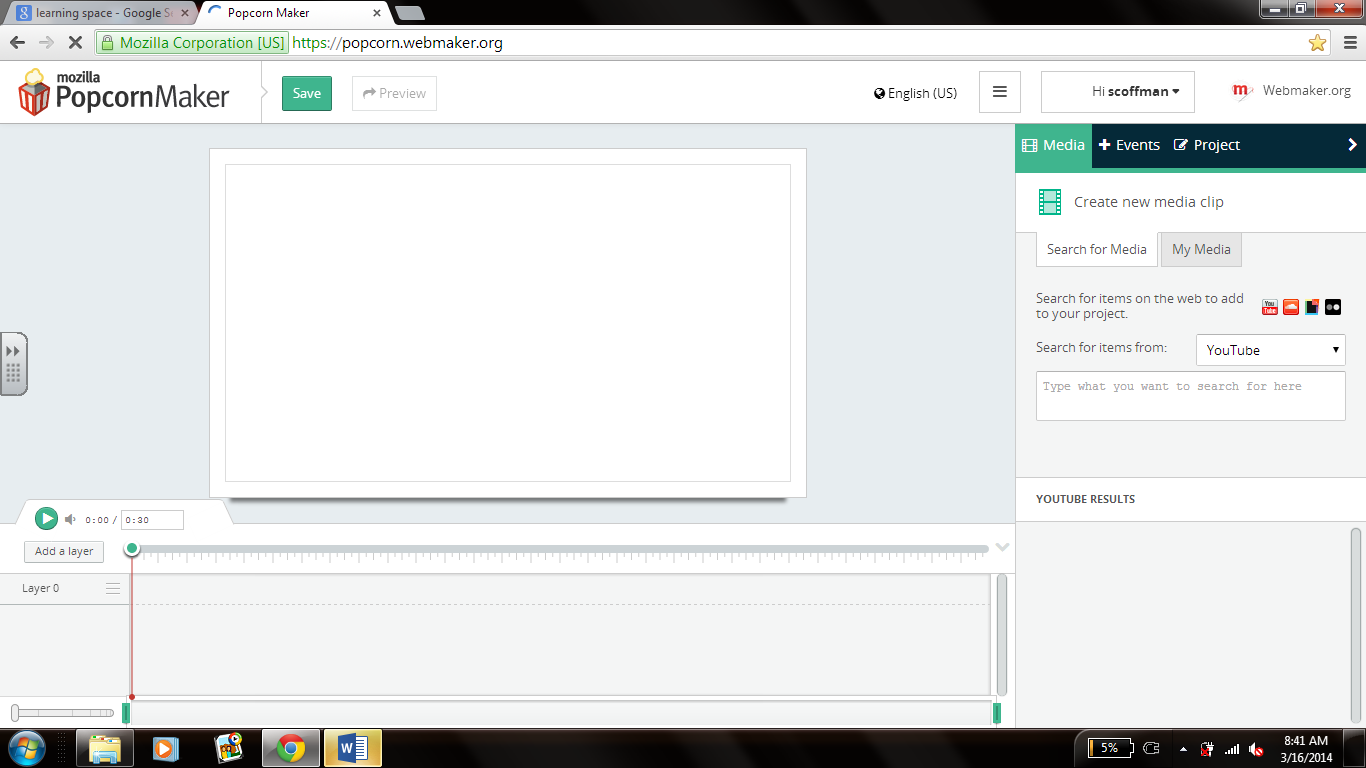 learning space - Google Se
Popcorn Maker
Mozilla Corporation [US]
https://popcorn.webmaker.org
mozilla
PopcornMaker
Save
Preview
English (US)
Hi scoffman
Webmaker.org
Media
Events
Project
Create new media clip
Search for Media
My Media
Search for items on the web to add
to your project.
You
Tube
Search for items from:
YouTube
Type what you want to search for here
YOUTUBE RESULTS
0:00 / 0:30
Add a layer
Layer 0
5%
8:41 AM
3/16/2014